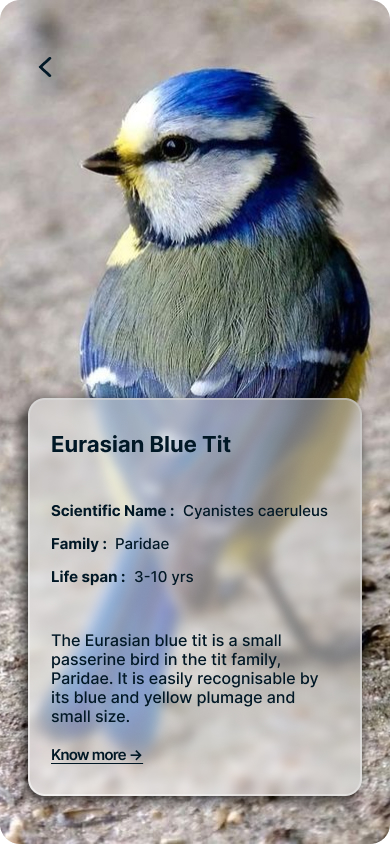 Eurasian Blue Tit
Scientific Name : Cyanistes caeruleus
Family : Paridae
Life span : 3-10 yrs
The Eurasian blue tit is a small
passerine bird in the tit family,
Paridae. It is easily recognisable by
its blue and yellow plumage and
small size.
Know more →